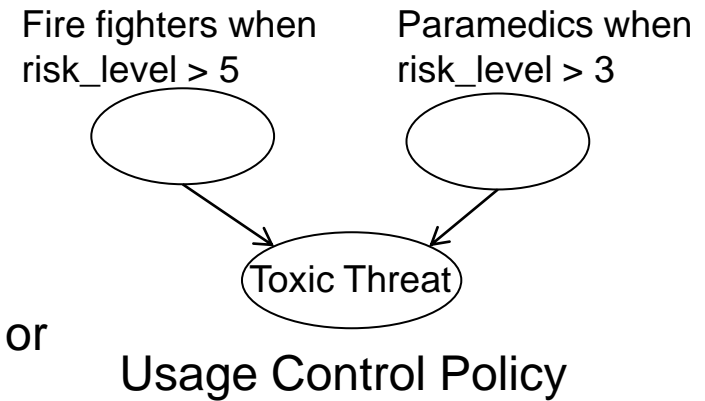 Fire fighters when
risk_level > 5
Paramedics when
risk_level > 3
Toxic Threat
or
Usage Control Policy